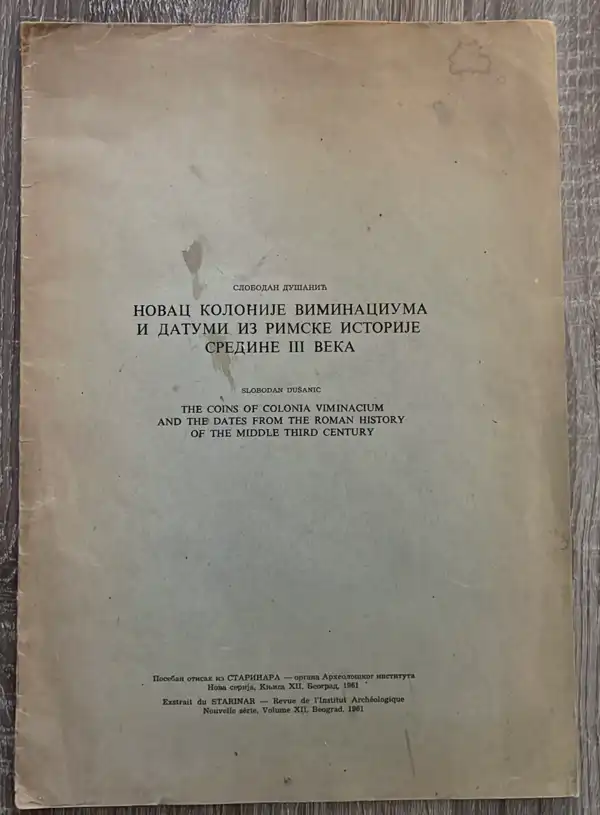 СЛОБОДАН ДУШАНИЋ
НОВАЦ КОЛОНИЈЕ ВИМИНАЦИУМА
И ДАТУМИ ИЗ РИМСКЕ ИСТОРИЈЕ
СРЕДИНЕ III ВЕКА
SLOBODAN DUŠANIC
THE COINS OF COLONIA VIMINACIUM
AND THE DATES FROM THE ROMAN HISTORY
OF THE MIDDLE THIRD CENTURY
Посебан отисак из СТАРИНАРА — органа Археолошког института
Нова серија, Књига XII, Београд, 1961
Exstrait du STARINAR — Revue de l'Institut Archéologique
Nouvelle série, Volume XII, Beograd, 1961